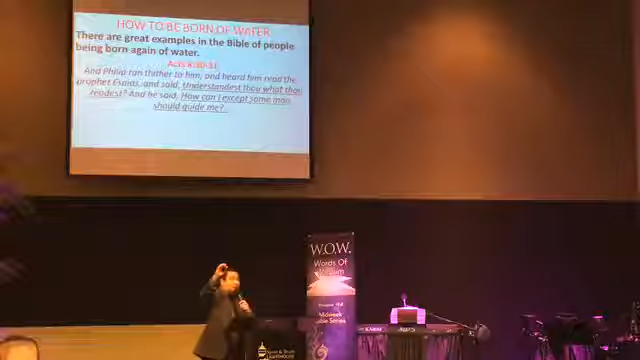 HOW TO BE BORN OF WATER
There are great examples in the Bible of people
being born again of water.
Acts 8:30-31
And Philip ran thither to him, and heard him read the
prophet Esaias, and said, Understandest thou what thou
readest? And he said, How can I except some man
should guide me?
W.O.W.
Words Of
Midweek
Bible Series